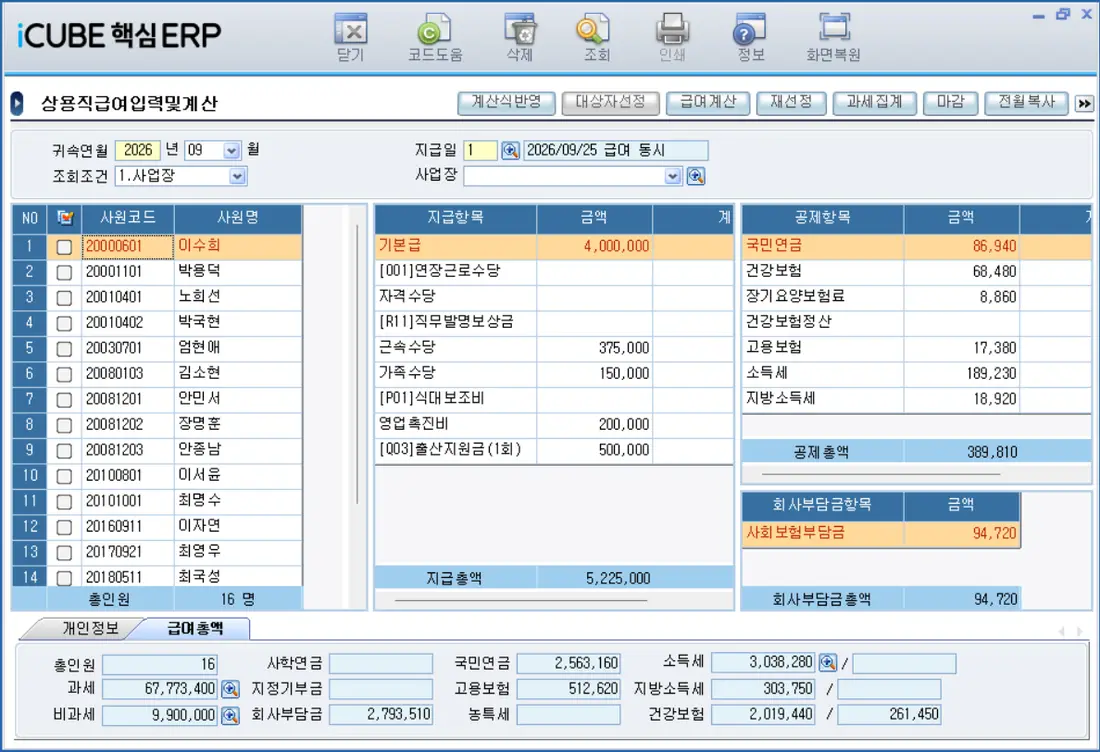 iCUBE 핵심ERP
닫기 코드도움 삭제 조회 인쇄 정보 화면복원
상용직급여입력및계산
계산식반영 대상자선정 급여계산 재선정 과세집계 마감 전월복사
귀속연월 2026 년 09 월 지급일 1 2026/09/25 급여 동시
조회조건 1.사업장 사업장
NO 사원코드 사원명
1 20000601 이수희
2 20001101 박용덕
3 20010401 노희선
4 20010402 박국현
5 20030701 엄현애
6 20080103 김소현
7 20081201 안민서
8 20081202 장명훈
9 20081203 안종남
10 20100801 이서윤
11 20101001 최명수
12 20160911 이자연
13 20170921 최영우
14 20180511 최국성
총인원 16 명
지급항목 금액 계
기본급 4,000,000
[001]연장근로수당
자격수당
[R11]직무발명보상금
근속수당 375,000
가족수당 150,000
[P01]식대보조비
영업촉진비 200,000
[Q03]출산지원금(1회) 500,000
지급총액 5,225,000
공제항목 금액
국민연금 86,940
건강보험 68,480
장기요양보험료 8,860
건강보험정산
고용보험 17,380
소득세 189,230
지방소득세 18,920
공제총액 389,810
회사부담금항목 금액
사회보험부담금 94,720
회사부담금총액 94,720
개인정보 급여총액
총인원 16 사학연금 국민연금 2,563,160 소득세 3,038,280 /
과세 67,773,400 지정기부금 고용보험 512,620 지방소득세 303,750 /
비과세 9,900,000 회사부담금 2,793,510 농특세 건강보험 2,019,440 / 261,450